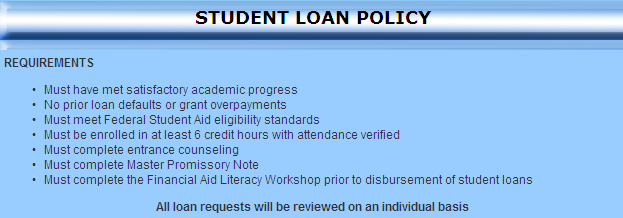 STUDENT LOAN POLICY
REQUIREMENTS
• Must have met satisfactory academic progress
• No prior loan defaults or grant overpayments
• Must meet Federal Student Aid eligibility standards
• Must be enrolled in at least 6 credit hours with attendance verified
• Must complete entrance counseling
• Must complete Master Promissory Note
• Must complete the Financial Aid Literacy Workshop prior to disbursement of student loans
All loan requests will be reviewed on an individual basis